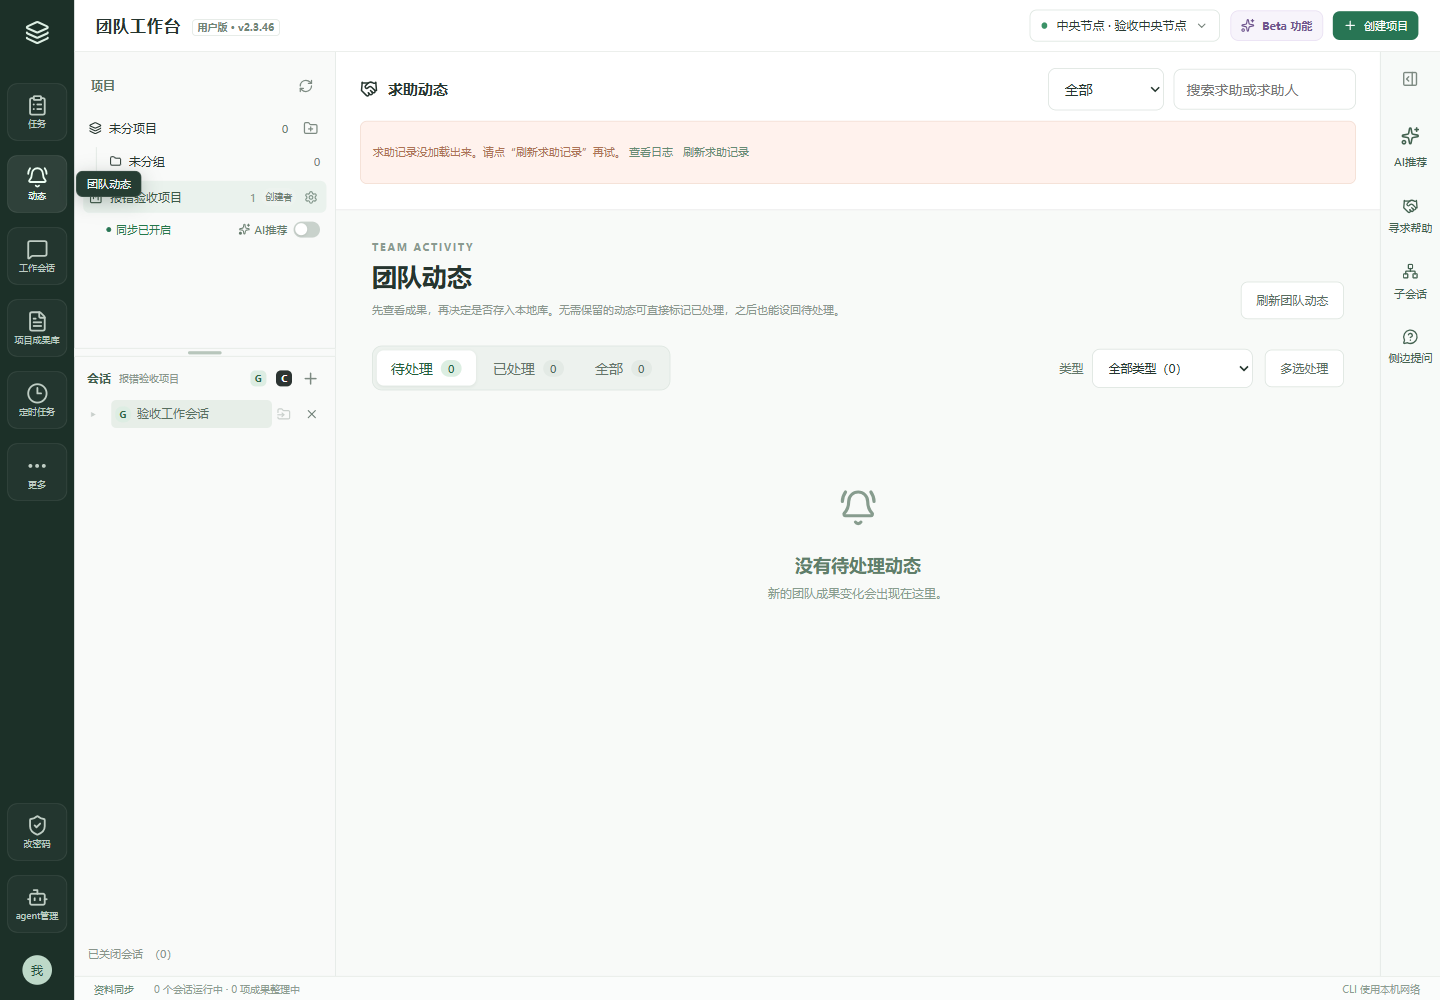 团队工作台 用户版 • v2.3.46
中央节点 · 验收中央节点
Beta 功能
创建项目
任务
动态
工作会话
项目成果库
定时任务
更多
改密码
agent管理
我
项目
未分项目 0
未分组 0
团队动态
报错验收项目 1 创建者
同步已开启 AI推荐
会话 报错验收项目 G C
G 验收工作会话
已关闭会话 (0)
求助动态
全部
搜索求助或求助人
求助记录没加载出来。请点“刷新求助记录”再试。 查看日志 刷新求助记录
TEAM ACTIVITY
团队动态
先查看成果，再决定是否存入本地库。无需保留的动态可直接标记已处理，之后也能设回待处理。
刷新团队动态
待处理 0 已处理 0 全部 0
类型 全部类型（0） 多选处理
没有待处理动态
新的团队成果变化会出现在这里。
AI推荐
寻求帮助
子会话
侧边提问
资料同步 0 个会话运行中 · 0 项成果整理中
CLI 使用本机网络